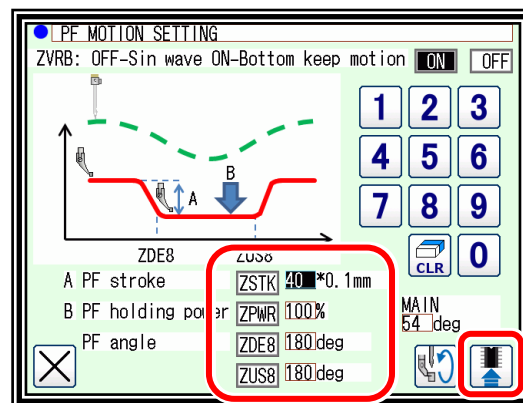 PF MOTION SETTING
ZVRB: OFF-Sin wave ON-Bottom keep motion ON OFF
1 2 3
4 5 6
7 8 9
CLR 0
B
A
ZDE8 ZUS8
A PF stroke ZSTK 40 *0.1mm
B PF holding power ZPWR 100%
MAIN
54 deg
PF angle ZDE8 180 deg
ZUS8 180 deg